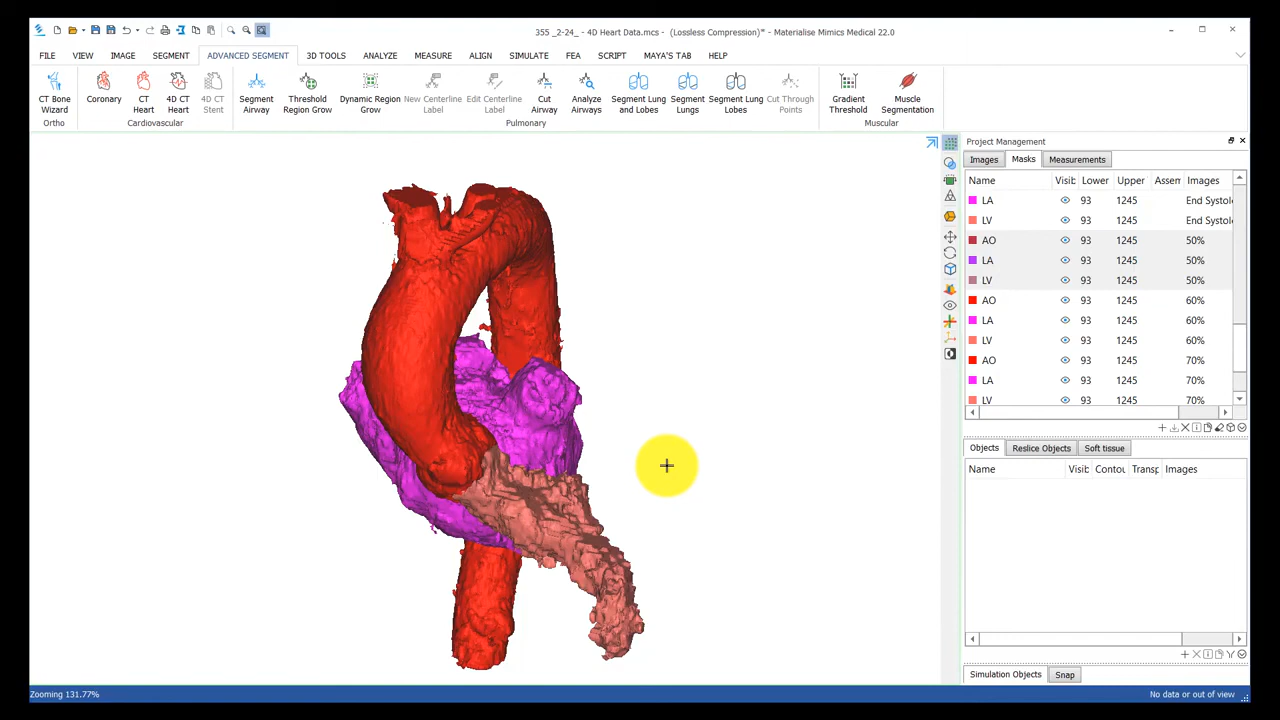 355 _2-24_ - 4D Heart Data.mcs - (Lossless Compression)* - Materialise Mimics Medical 22.0
FILE VIEW IMAGE SEGMENT ADVANCED SEGMENT 3D TOOLS ANALYZE MEASURE ALIGN SIMULATE FEA SCRIPT MAYA'S TAB HELP
CT Bone Wizard
Coronary
CT Heart
4D CT Heart
4D CT Stent
Segment Airway
Threshold Region Grow
Dynamic Region Grow
New Centerline Label
Edit Centerline Label
Cut Airway
Analyze Airways
Segment Lung and Lobes
Segment Lungs
Segment Lung Lobes
Cut Through Points
Gradient Threshold
Muscle Segmentation
Ortho Cardiovascular Pulmonary Muscular
Project Management
Images Masks Measurements
Name Visib Lower Upper Assem Images
LA 93 1245 End Systol
LV 93 1245 End Systol
AO 93 1245 50%
LA 93 1245 50%
LV 93 1245 50%
AO 93 1245 60%
LA 93 1245 60%
LV 93 1245 60%
AO 93 1245 70%
LA 93 1245 70%
LV 93 1245 70%
Objects Reslice Objects Soft tissue
Name Visib Contou Transp Images
Simulation Objects Snap
Zooming 131.77% No data or out of view